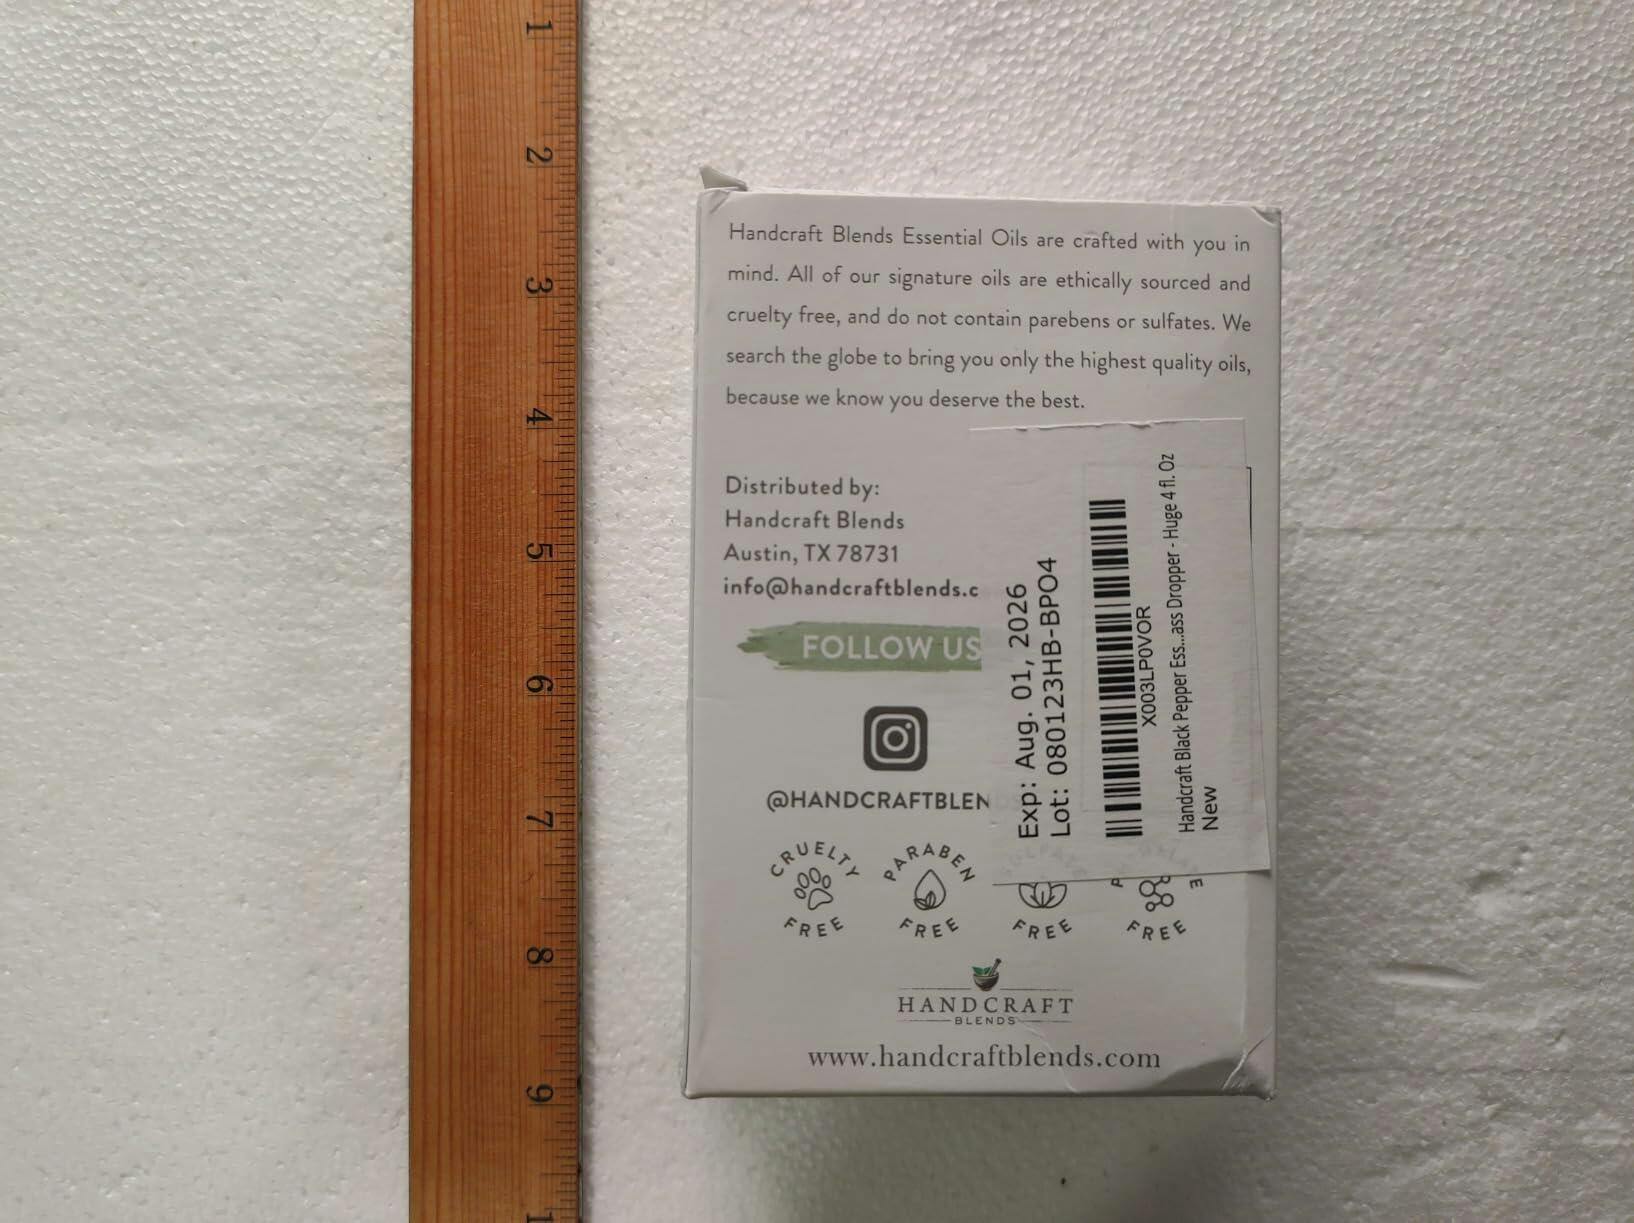 1
2
3
4
5
6
7
8
9
1
Handcraft Blends Essential Oils are crafted with you in
mind. All of our signature oils are ethically sourced and
cruelty free, and do not contain parebens or sulfates. We
search the globe to bring you only the highest quality oils,
because we know you deserve the best.
Distributed by:
Handcraft Blends
Austin, TX 78731
info@handcraftblends.c
FOLLOW US
@HANDCRAFTBLEN
Exp: Aug. 01, 2026
Lot: 080123HB-BPO4
X003LP0VOR
Handcraft Black Pepper Ess...ass Dropper - Huge 4 fl. Oz
New
CRUELTY FREE
PARABEN FREE
FREE
FREE
HANDCRAFT
BLENDS
www.handcraftblends.com